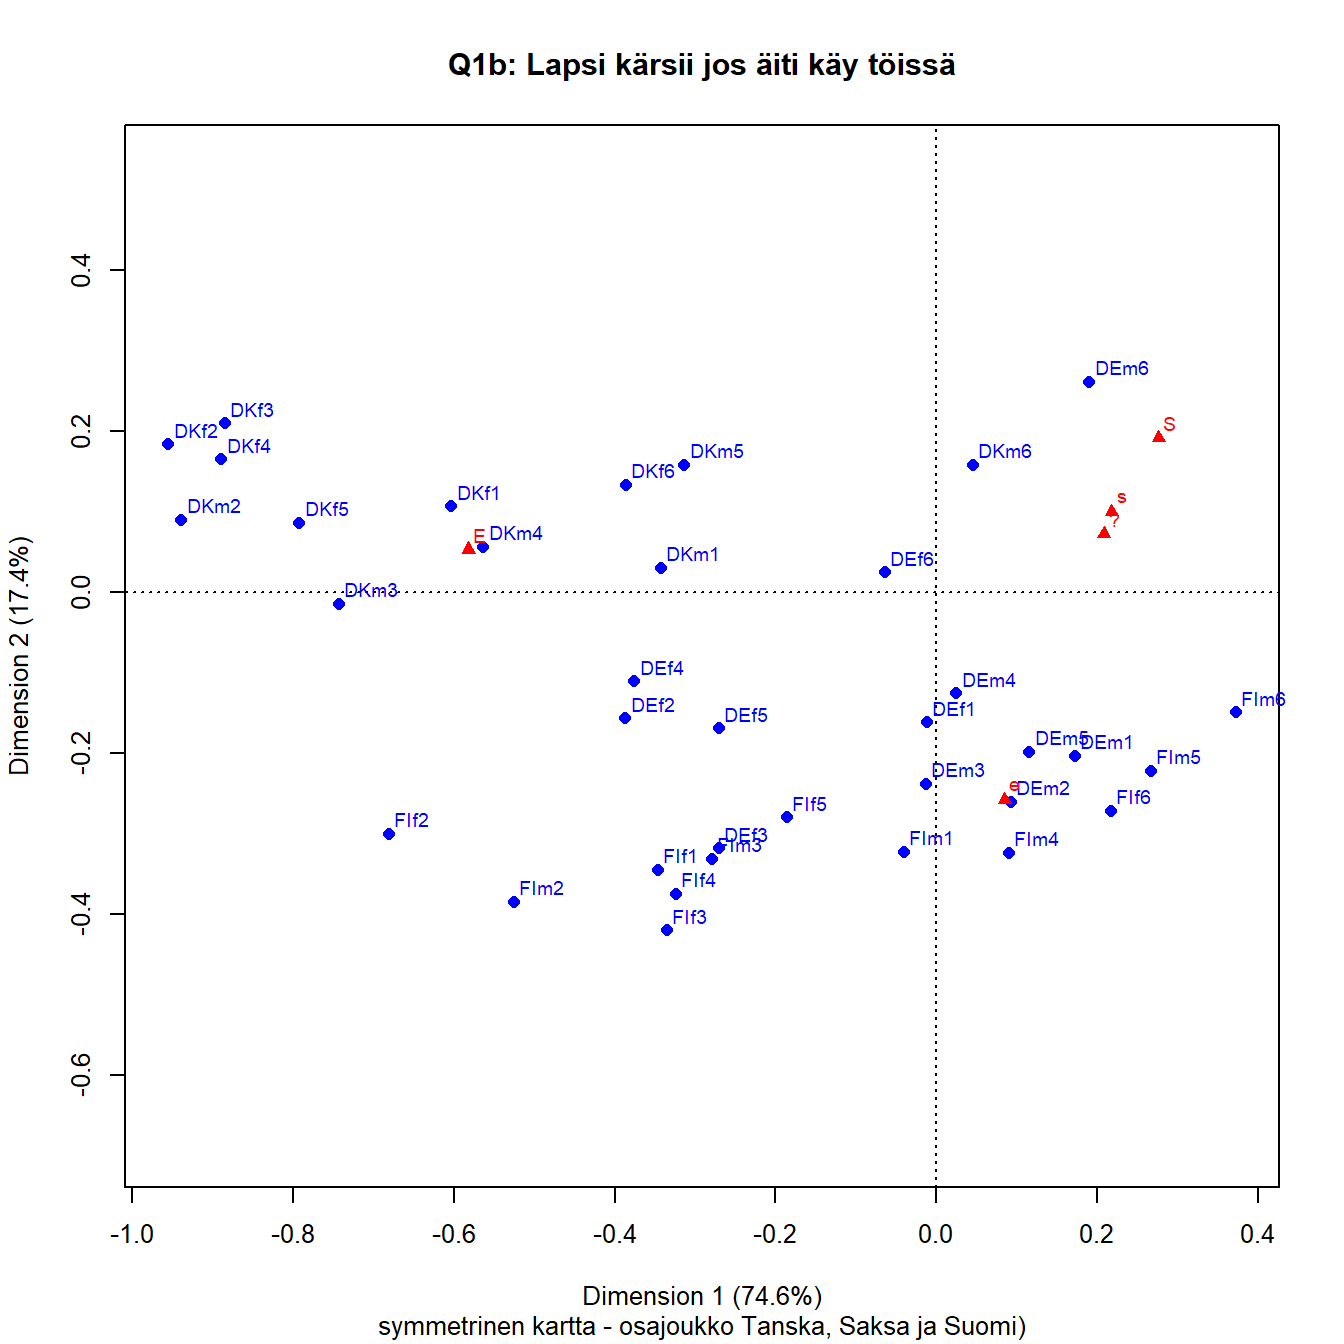 Q1b: Lapsi kärsii jos äiti käy töissä
Dimension 2 (17.4%)
0.4
0.2
0.0
-0.2
-0.4
-0.6
DEm6
S
DKf3
DKf2
DKf4
DKm5
DKm6
DKf6
s
DKm2
DKf5
DKf1
?
E
DKm4
DKm1
DEf6
DKm3
DEf4
DEm4
DEf2
DEf5
DEf1
FIm6
DEm5
DEm1
FIm5
DEm3
e
DEm2
FIf6
FIf2
FIf5
DEf3
FIm3
FIm1
FIm4
FIf1
FIf4
FIm2
FIf3
-1.0 -0.8 -0.6 -0.4 -0.2 0.0 0.2 0.4
Dimension 1 (74.6%)
symmetrinen kartta - osajoukko Tanska, Saksa ja Suomi)